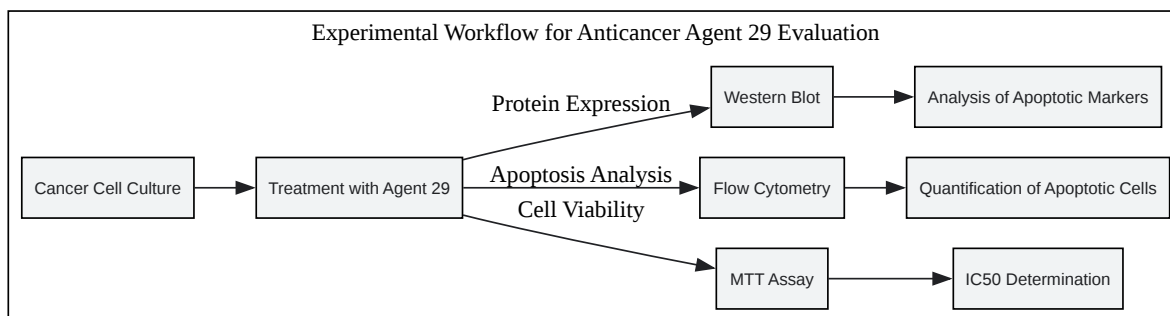 Experimental Workflow for Anticancer Agent 29 Evaluation
Protein Expression
Western Blot
Analysis of Apoptotic Markers
Cancer Cell Culture
Treatment with Agent 29
Apoptosis Analysis
Flow Cytometry
Quantification of Apoptotic Cells
Cell Viability
MTT Assay
IC50 Determination